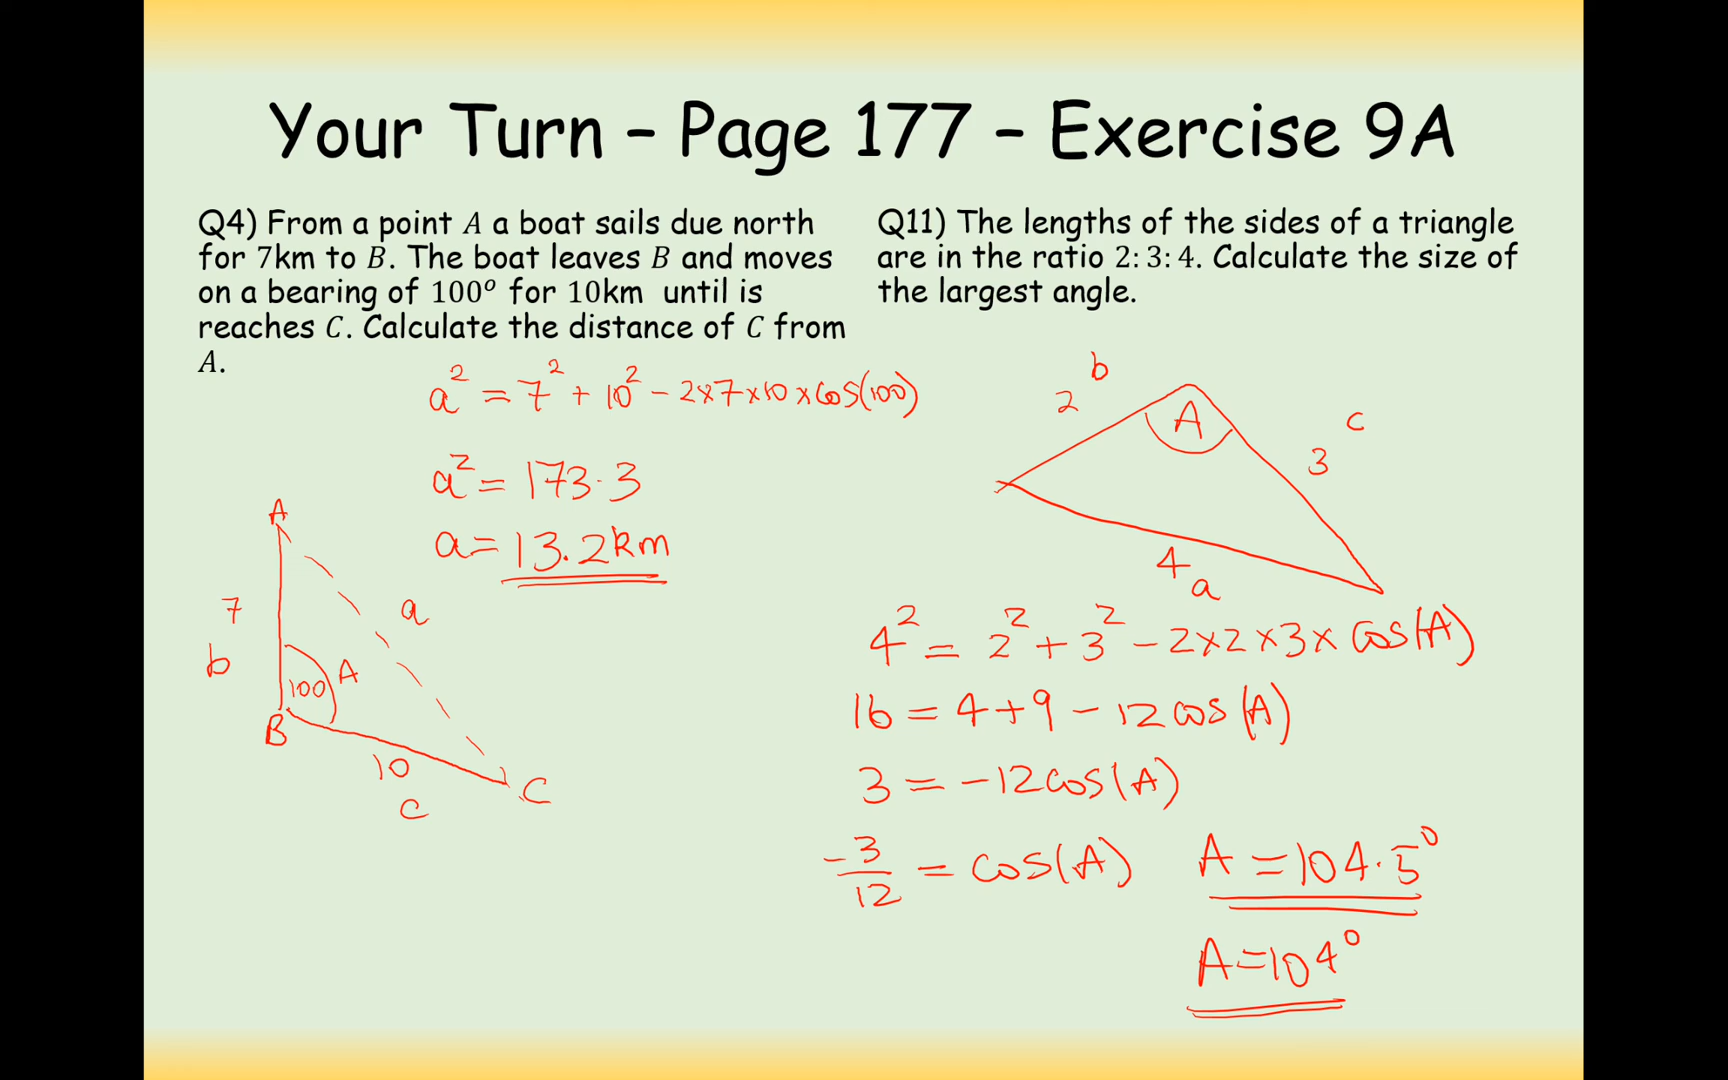 Your Turn – Page 177 – Exercise 9A
Q4) From a point A a boat sails due north
for 7km to B. The boat leaves B and moves
on a bearing of 100° for 10km until is
reaches C. Calculate the distance of C from
A.
a² = 7² + 10² - 2×7×10×cos(100)
a² = 173.3
a = 13.2km
A
7
a
b
100
A
B
10
C
c
Q11) The lengths of the sides of a triangle
are in the ratio 2:3:4. Calculate the size of
the largest angle.
b
2
A
c
3
4
a
4² = 2² + 3² - 2×2×3× cos(A)
16 = 4+9 - 12cos(A)
3 = -12cos(A)
-3/12 = cos(A)
A = 104.5°
A = 104°